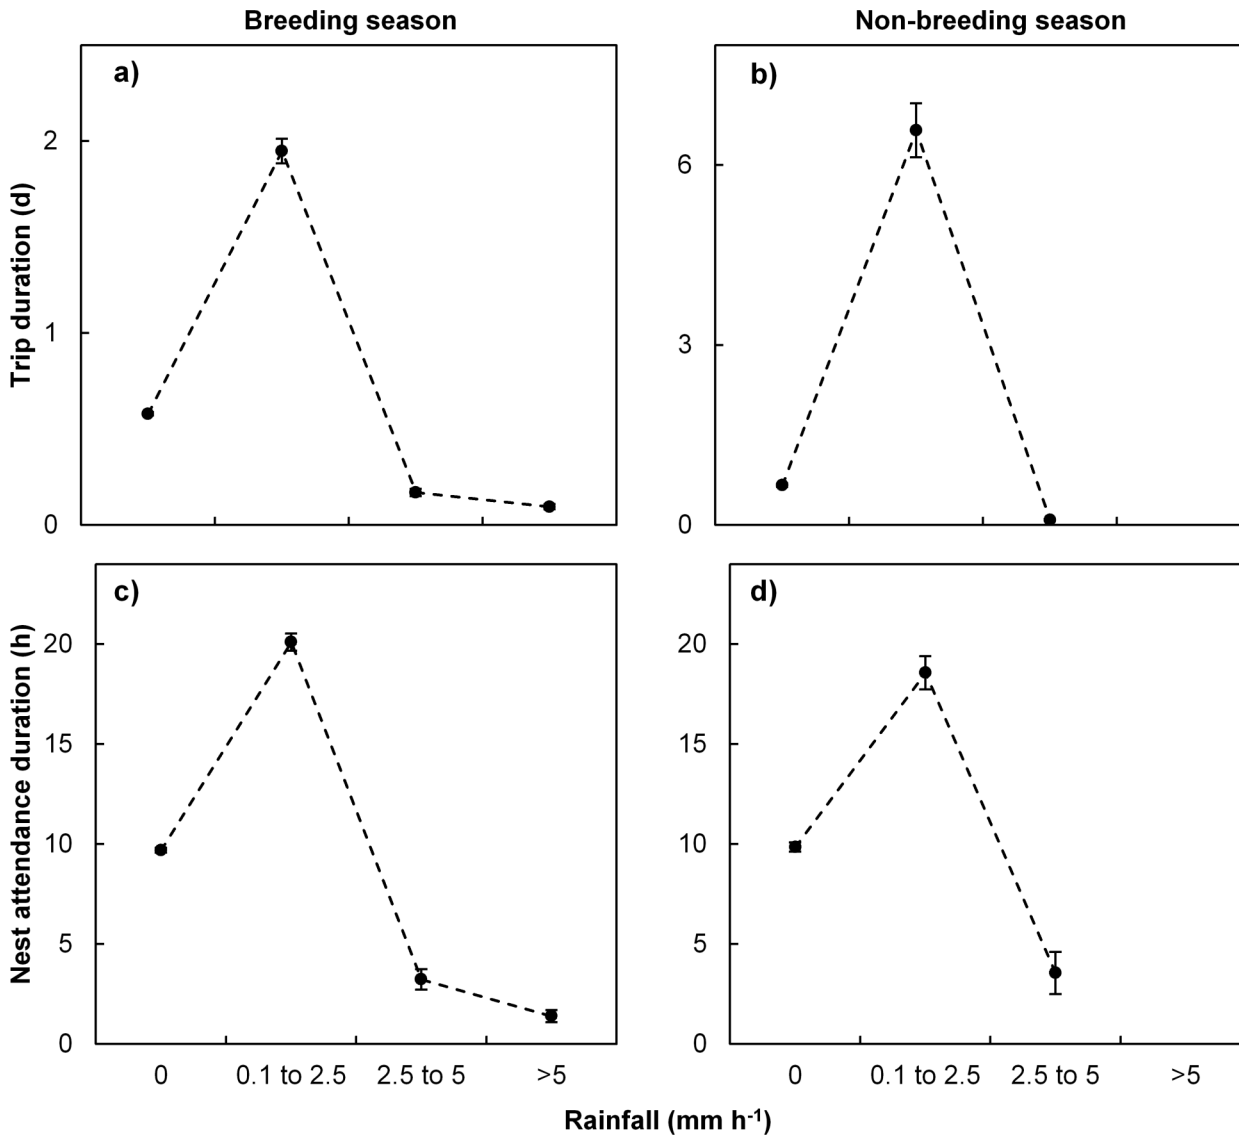 Breeding season
Non-breeding season
a)
b)
Trip duration (d)
2
1
0
6
3
0
c)
d)
Nest attendance duration (h)
20
15
10
5
0
20
15
10
5
0
0 0.1 to 2.5 2.5 to 5 >5
0 0.1 to 2.5 2.5 to 5 >5
Rainfall (mm h⁻¹)